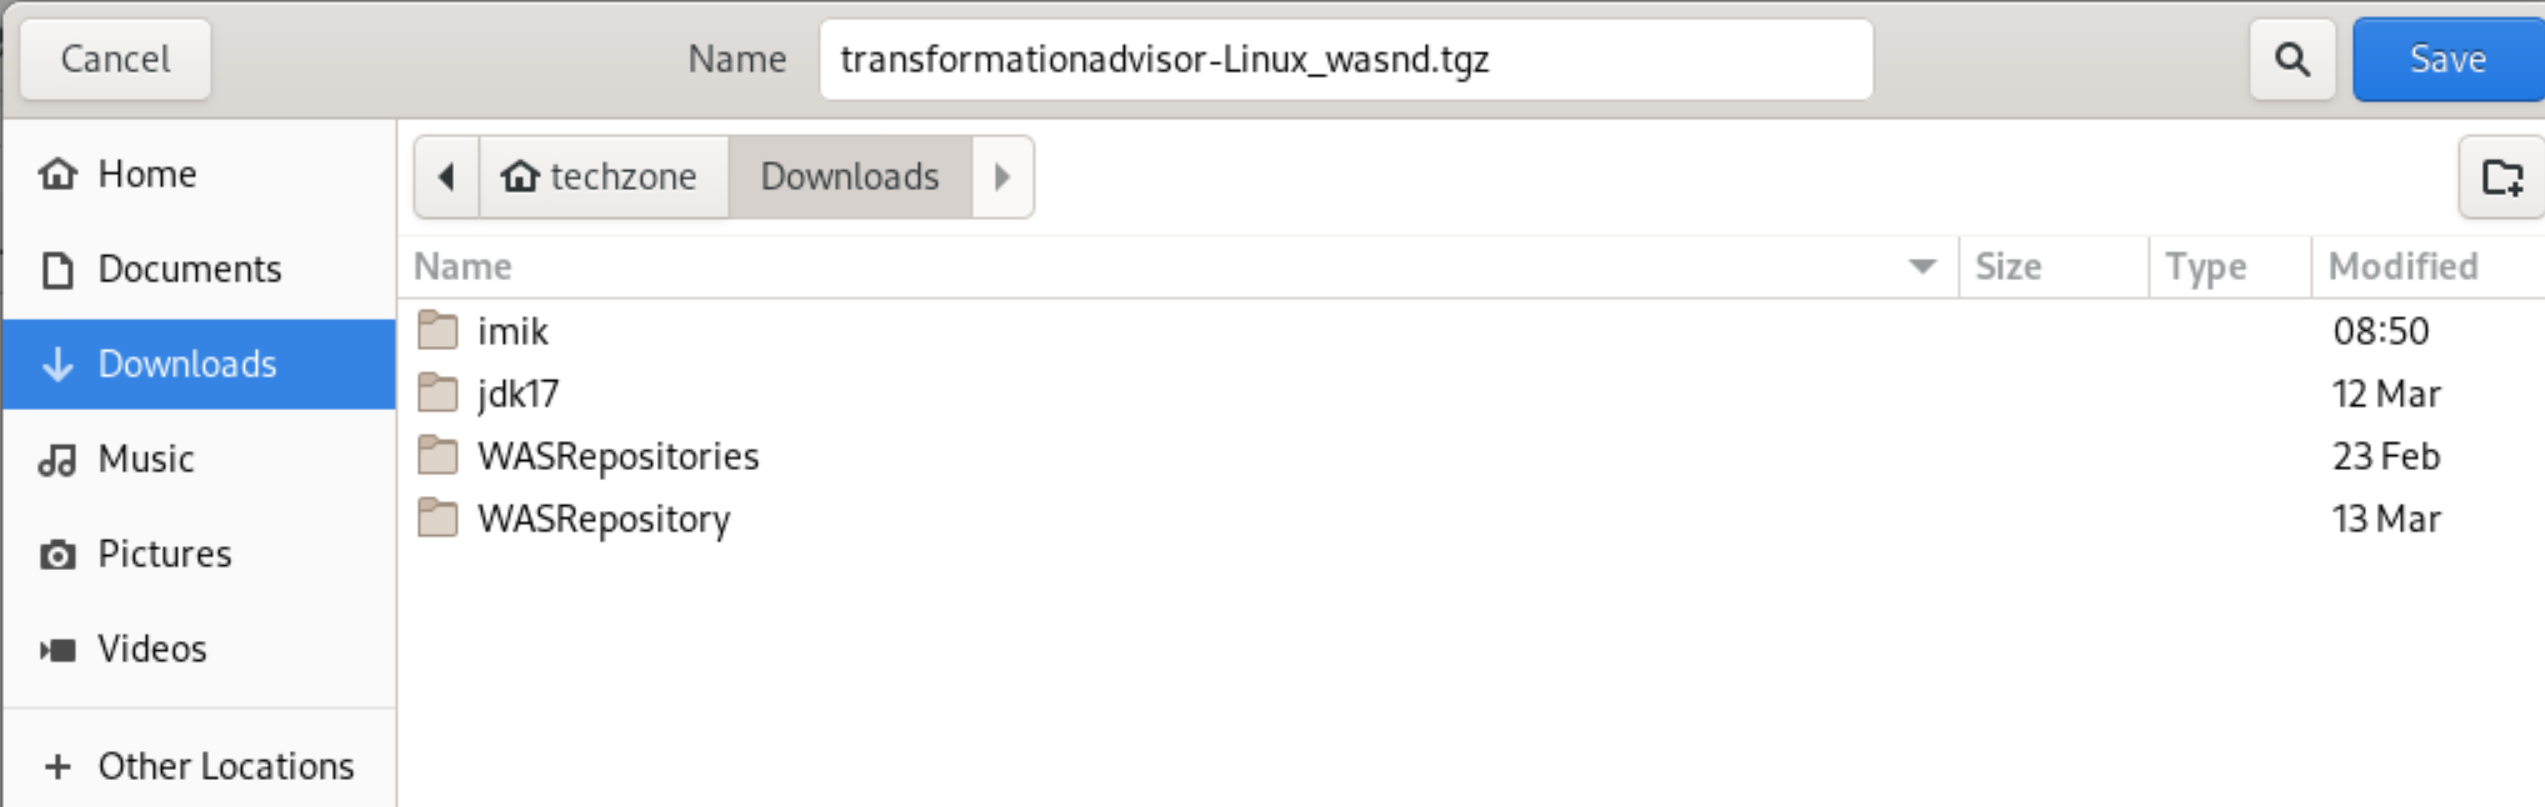 Cancel Name transformationadvisor-Linux_wasnd.tgz Save
Home
Documents
Downloads
Music
Pictures
Videos
Other Locations
techzone Downloads
Name Size Type Modified
imik 08:50
jdk17 12 Mar
WASRepositories 23 Feb
WASRepository 13 Mar